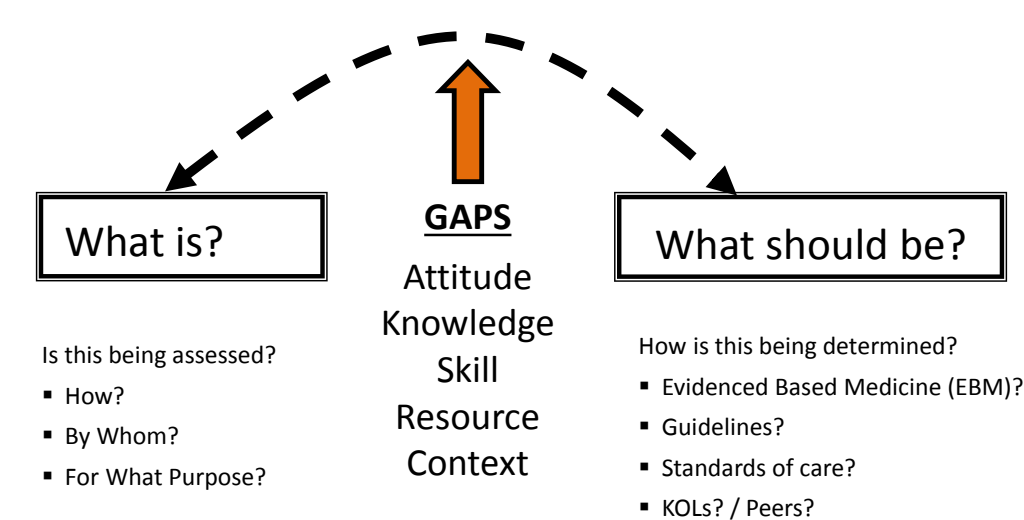 What is?
Is this being assessed?
▪ How?
▪ By Whom?
▪ For What Purpose?
GAPS
Attitude
Knowledge
Skill
Resource
Context
What should be?
How is this being determined?
▪ Evidenced Based Medicine (EBM)?
▪ Guidelines?
▪ Standards of care?
▪ KOLs? / Peers?